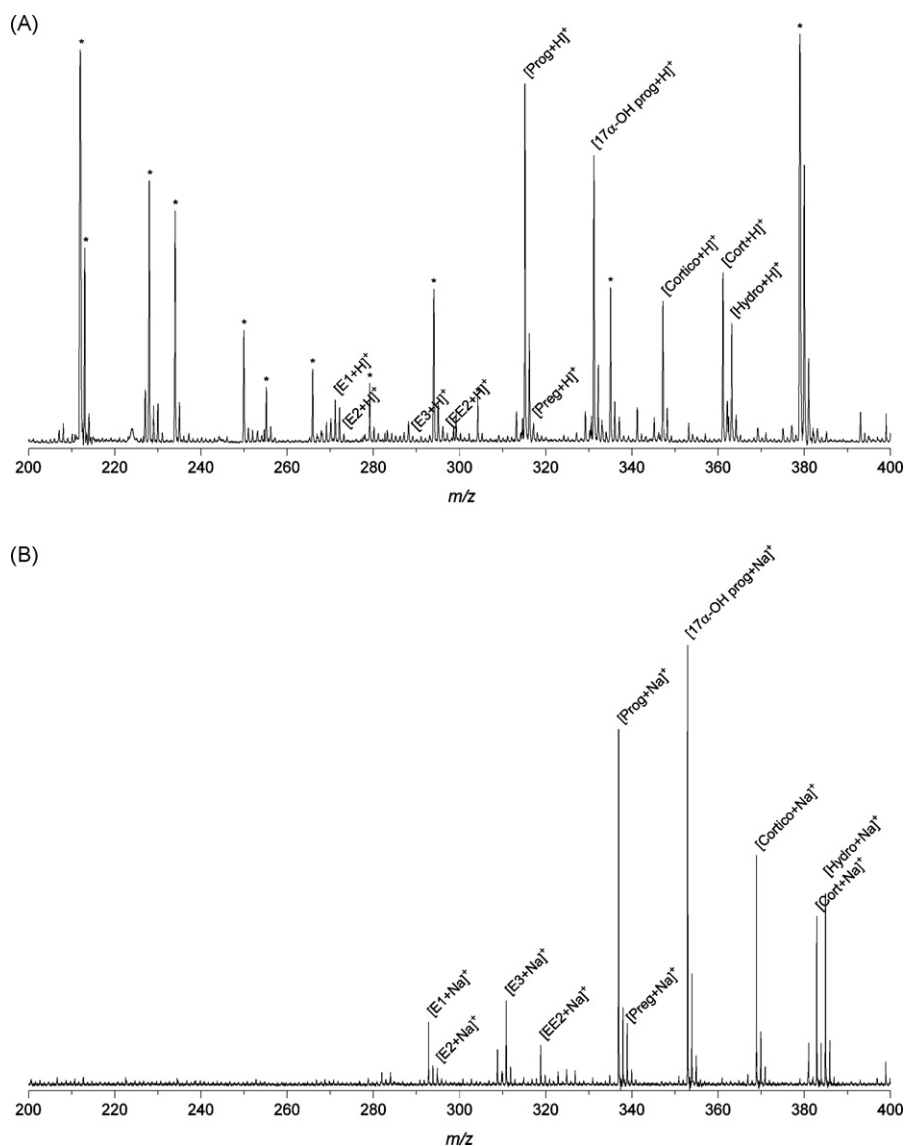 (A)
*
*
*
*
*
*
*
[E1+H]⁺
[E2+H]⁺
*
*
[E3+H]⁺
[EE2+H]⁺
[Prog+H]⁺
[Preg+H]⁺
[17α-OH prog+H]⁺
*
[Cortico+H]⁺
[Cort+H]⁺
[Hydro+H]⁺
*
200 220 240 260 280 300 320 340 360 380 400
m/z
(B)
[E1+Na]⁺
[E2+Na]⁺
[E3+Na]⁺
[EE2+Na]⁺
[Prog+Na]⁺
[Preg+Na]⁺
[17α-OH prog+Na]⁺
[Cortico+Na]⁺
[Hydro+Na]⁺
[Cort+Na]⁺
200 220 240 260 280 300 320 340 360 380 400
m/z